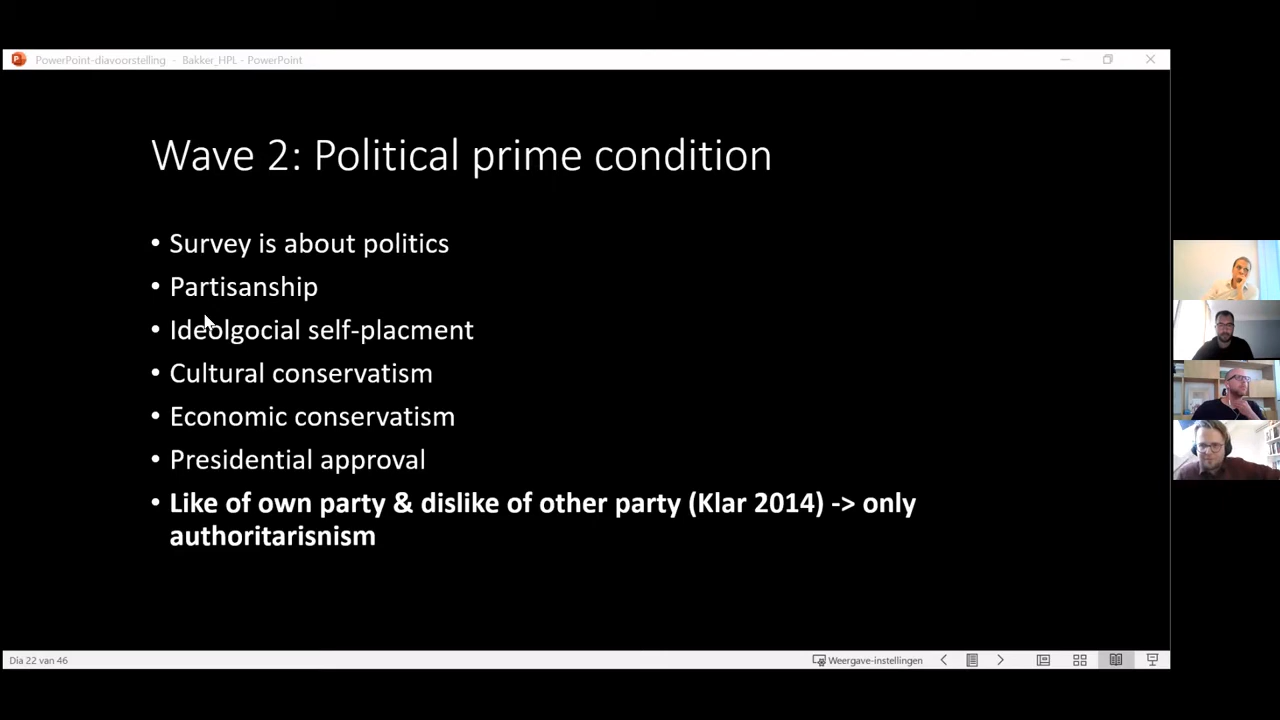 PowerPoint-diavoorstelling - Bakker_HPL - PowerPoint
Wave 2: Political prime condition
• Survey is about politics
• Partisanship
• Ideolgocial self-placment
• Cultural conservatism
• Economic conservatism
• Presidential approval
• Like of own party & dislike of other party (Klar 2014) -> only
authoritarisnism
Dia 22 van 46
Weergave-instellingen